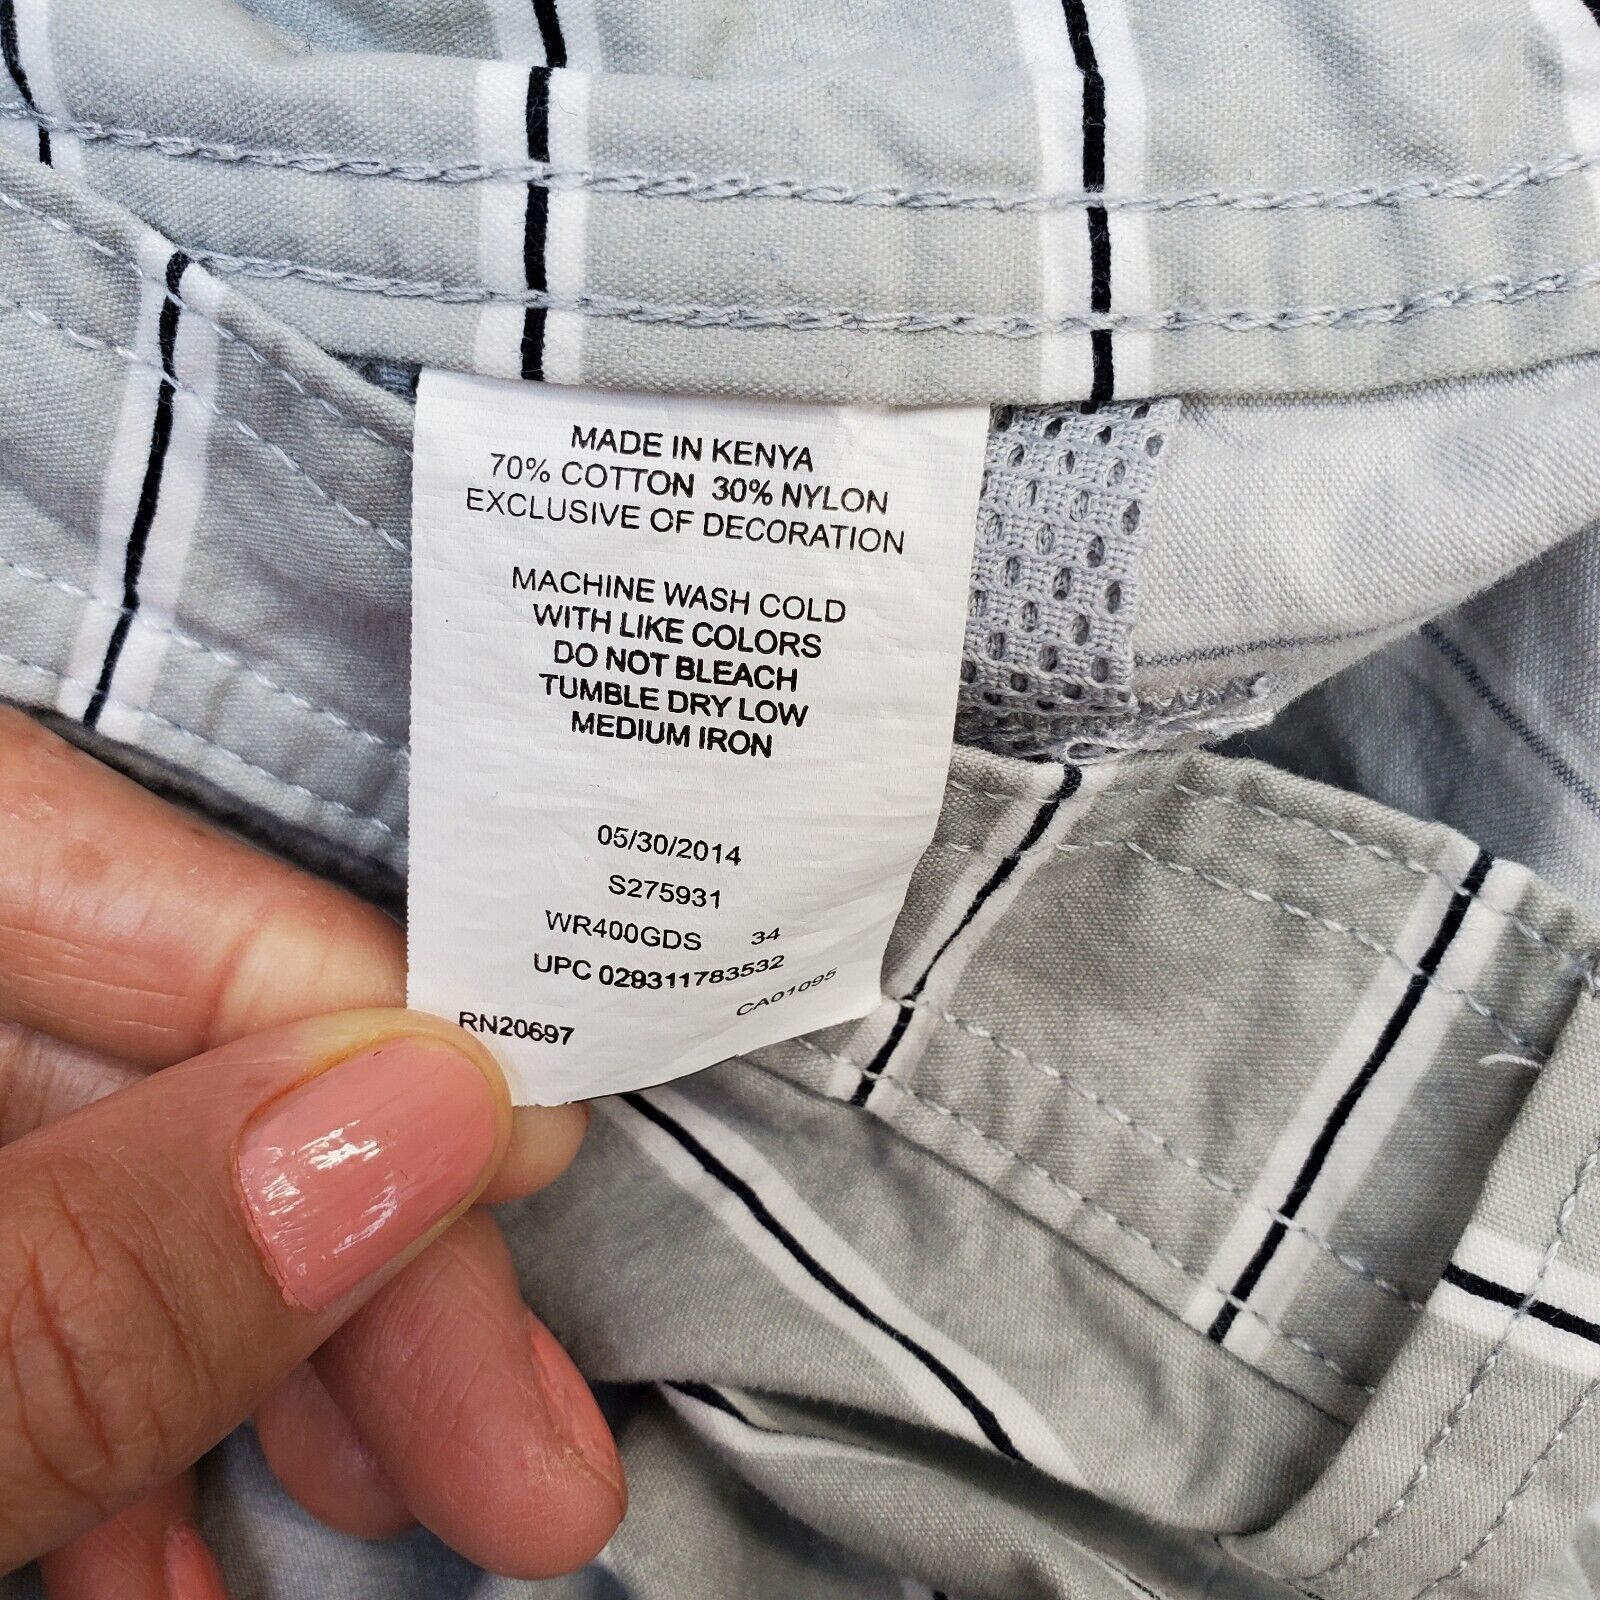 MADE IN KENYA
70% COTTON 30% NYLON
EXCLUSIVE OF DECORATION
MACHINE WASH COLD
WITH LIKE COLORS
DO NOT BLEACH
TUMBLE DRY LOW
MEDIUM IRON
05/30/2014
S275931
WR400GDS 34
UPC 029311783532
RN20697 CA01095